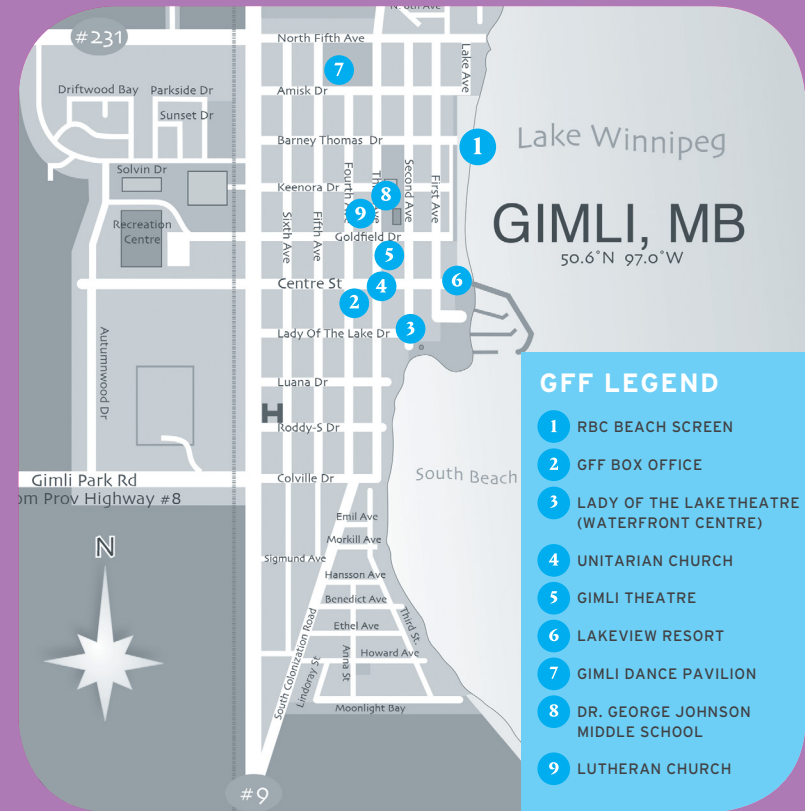 N. 6th Ave
#231
North Fifth Ave
Lake Ave
7
Driftwood Bay
Parkside Dr
Amisk Dr
Sunset Dr
Barney Thomas Dr
1
Lake Winnipeg
Solvin Dr
Fourth Ave
Second Ave
First Ave
Keenora Dr
8
9
GIMLI, MB
50.6°N 97.0°W
Recreation
Centre
Sixth Ave
Fifth Ave
Goldfield Dr
5
Centre St
4
6
2
Lady Of The Lake Dr
3
Autumnwood Dr
Luana Dr
H
Roddy-S Dr
Gimli Park Rd
om Prov Highway #8
Colville Dr
South Beach
Emil Ave
Morkill Ave
N
Sigmund Ave
Hansson Ave
Benedict Ave
Third St.
Ethel Ave
South Colonization Road
Lindoray St
Anna St
Howard Ave
Moonlight Bay
#9
GFF LEGEND
1 RBC BEACH SCREEN
2 GFF BOX OFFICE
3 LADY OF THE LAKE THEATRE
(WATERFRONT CENTRE)
4 UNITARIAN CHURCH
5 GIMLI THEATRE
6 LAKEVIEW RESORT
7 GIMLI DANCE PAVILION
8 DR. GEORGE JOHNSON
MIDDLE SCHOOL
9 LUTHERAN CHURCH